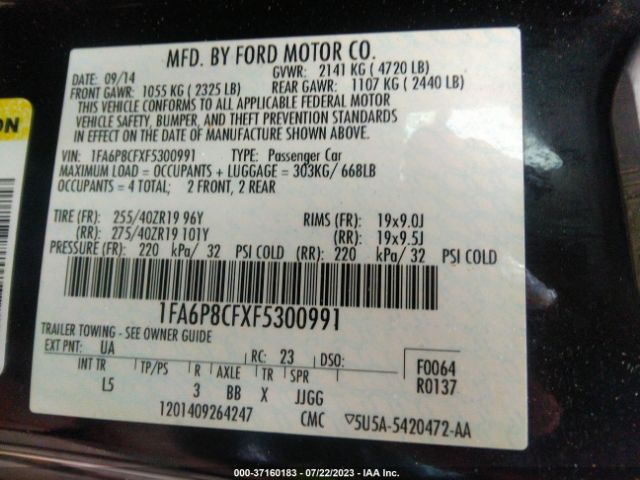 MFD. BY FORD MOTOR CO.
DATE: 09/14 GVWR: 2141 KG ( 4720 LB)
FRONT GAWR: 1055 KG ( 2325 LB) REAR GAWR: 1107 KG ( 2440 LB)
THIS VEHICLE CONFORMS TO ALL APPLICABLE FEDERAL MOTOR
VEHICLE SAFETY, BUMPER, AND THEFT PREVENTION STANDARDS
IN EFFECT ON THE DATE OF MANUFACTURE SHOWN ABOVE.
VIN: 1FA6P8CFXF5300991 TYPE: Passenger Car
MAXIMUM LOAD = OCCUPANTS + LUGGAGE = 303KG/ 668LB
OCCUPANTS = 4 TOTAL; 2 FRONT, 2 REAR
TIRE (FR): 255/40ZR19 96Y RIMS (FR): 19x9.0J
(RR): 275/40ZR19 101Y (RR): 19x9.5J
PRESSURE (FR): 220 kPa/ 32 PSI COLD (RR): 220 kPa/ 32 PSI COLD
1FA6P8CFXF5300991
TRAILER TOWING - SEE OWNER GUIDE
EXT PNT: UA RC: 23 DSO: F0064
INT TR TP/PS R AXLE TR SPR R0137
L5 3 BB X JJGG
1201409264247 CMC 5U5A-5420472-AA
ON
000-37160183 - 07/22/2023 - IAA Inc.